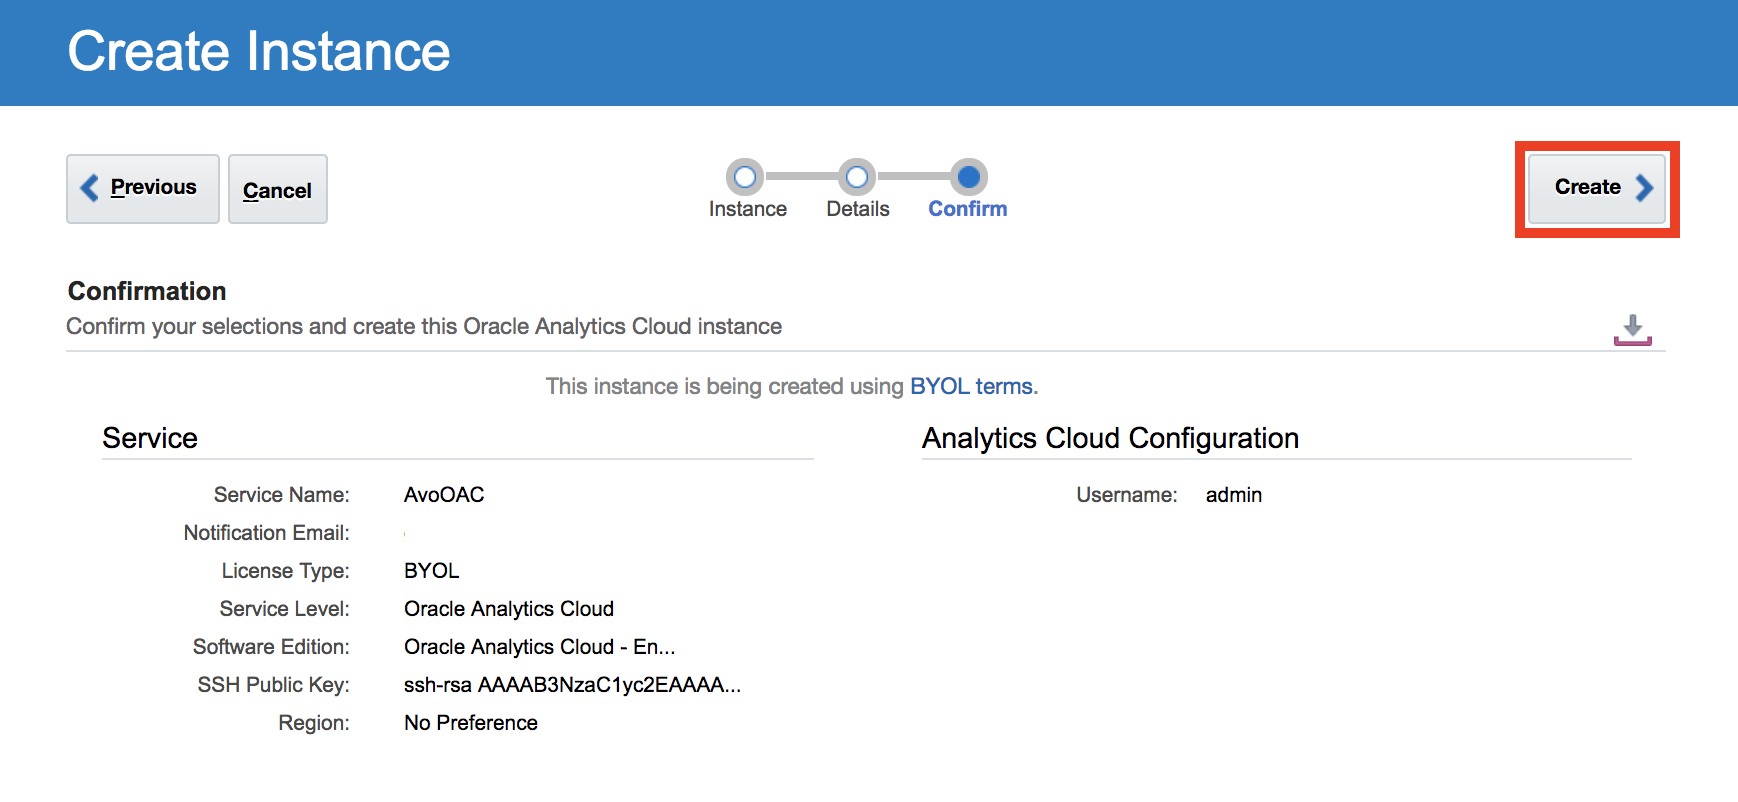 Create Instance
Previous
Cancel
Instance
Details
Confirm
Create
Confirmation
Confirm your selections and create this Oracle Analytics Cloud instance
This instance is being created using BYOL terms.
Service
Service Name: AvoOAC
Notification Email:
License Type: BYOL
Service Level: Oracle Analytics Cloud
Software Edition: Oracle Analytics Cloud - En...
SSH Public Key: ssh-rsa AAAAB3NzaC1yc2EAAAA...
Region: No Preference
Analytics Cloud Configuration
Username: admin